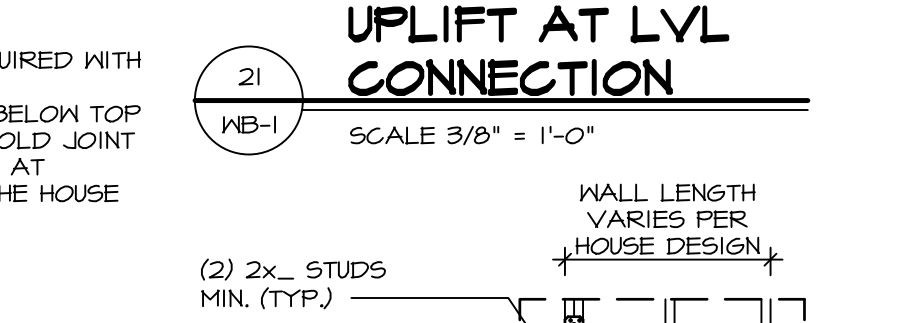 UIRED WITH
BELOW TOP
OLD JOINT
AT
HE HOUSE
21
WB-1
UPLIFT AT LVL
CONNECTION
SCALE 3/8" = 1'-0"
WALL LENGTH
VARIES PER
HOUSE DESIGN
(2) 2x_ STUDS
MIN. (TYP.)